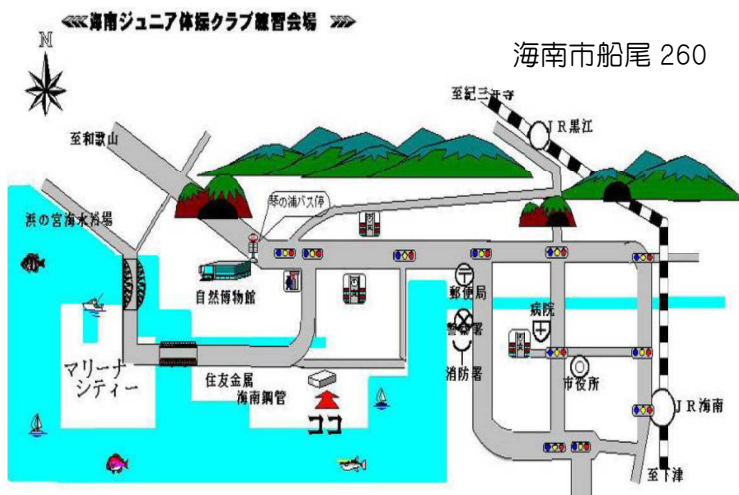 海南ジュニア体操クラブ練習会場
海南市船尾 260
N
至紀三井寺
JR黒江
至和歌山
琴の浦バス停
浜の宮海水浴場
自然博物館
郵便局
病院
警察署
消防署
市役所
マリーナ
シティー
住友金属
海南鋼管
ココ
JR海南
至下津